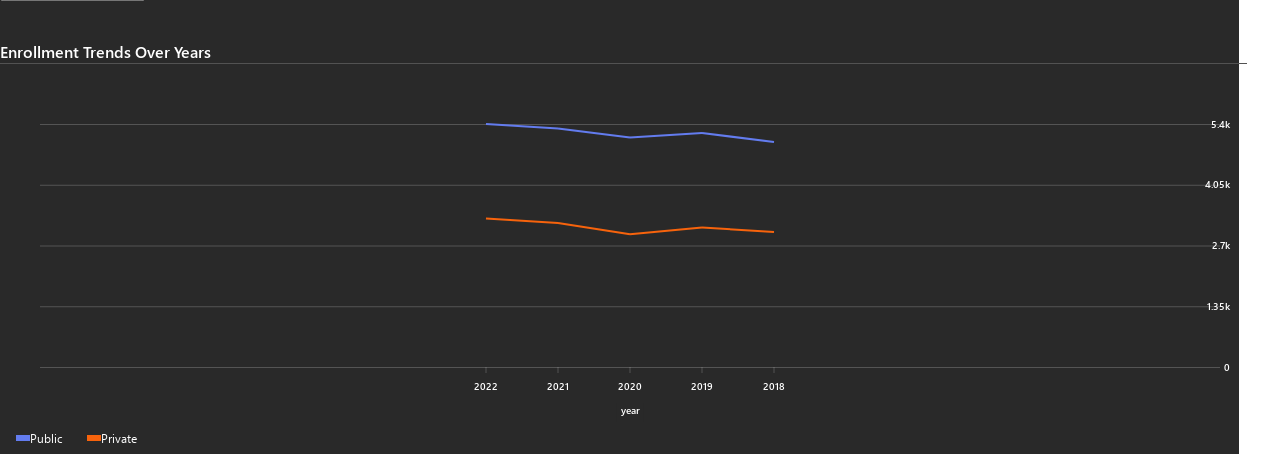 Enrollment Trends Over Years
5.4k
4.05k
2.7k
1.35k
0
2022 2021 2020 2019 2018
year
Public Private